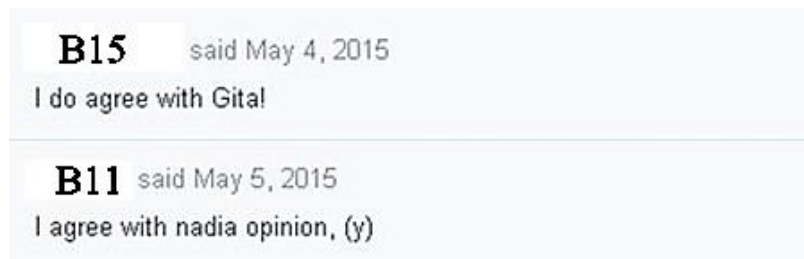 B15 said May 4, 2015
I do agree with Gita!
B11 said May 5, 2015
I agree with nadia opinion, (y)